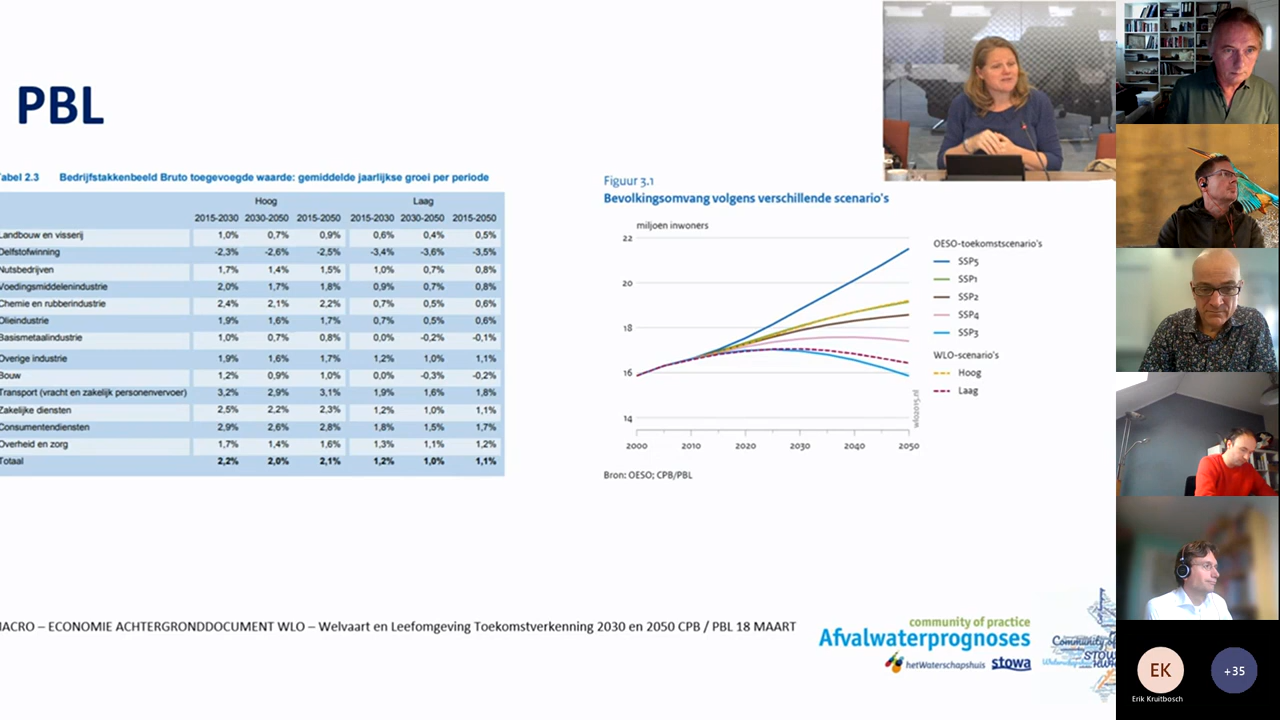 PBL
Tabel 2.3 Bedrijfstakkenbeeld Bruto toegevoegde waarde: gemiddelde jaarlijkse groei per periode
Hoog Laag
2015-2030 2030-2050 2015-2050 2015-2030 2030-2050 2015-2050
Landbouw en visserij 1,0% 0,7% 0,9% 0,6% 0,4% 0,5%
Delfstofwinning -2,3% -2,6% -2,5% -3,4% -3,6% -3,5%
Nutsbedrijven 1,7% 1,4% 1,5% 1,0% 0,7% 0,8%
Voedingsmiddelenindustrie 2,0% 1,7% 1,8% 0,9% 0,7% 0,8%
Chemie en rubberindustrie 2,4% 2,1% 2,2% 0,7% 0,5% 0,6%
Olieindustrie 1,9% 1,6% 1,7% 0,7% 0,5% 0,6%
Basismetaalindustrie 1,0% 0,7% 0,8% 0,0% -0,2% -0,1%
Overige industrie 1,9% 1,6% 1,7% 1,2% 1,0% 1,1%
Bouw 1,2% 0,9% 1,0% 0,0% -0,3% -0,2%
Transport (vracht en zakelijk personenvervoer) 3,2% 2,9% 3,1% 1,9% 1,6% 1,8%
Zakelijke diensten 2,5% 2,2% 2,3% 1,2% 1,0% 1,1%
Consumentendiensten 2,9% 2,6% 2,8% 1,8% 1,5% 1,7%
Overheid en zorg 1,7% 1,4% 1,6% 1,3% 1,1% 1,2%
Totaal 2,2% 2,0% 2,1% 1,2% 1,0% 1,1%
Figuur 3.1
Bevolkingsomvang volgens verschillende scenario's
miljoen inwoners
22
20
18
16
14
2000 2010 2020 2030 2040 2050
wlo2015.nl
OESO-toekomstscenario's
SSP5
SSP1
SSP2
SSP4
SSP3
WLO-scenario's
Hoog
Laag
Bron: OESO; CPB/PBL
MACRO – ECONOMIE ACHTERGRONDDOCUMENT WLO – Welvaart en Leefomgeving Toekomstverkenning 2030 en 2050 CPB / PBL 18 MAART
community of practice
Afvalwaterprognoses
hetWaterschapshuis stowa
EK
Erik Kruitbosch
+35